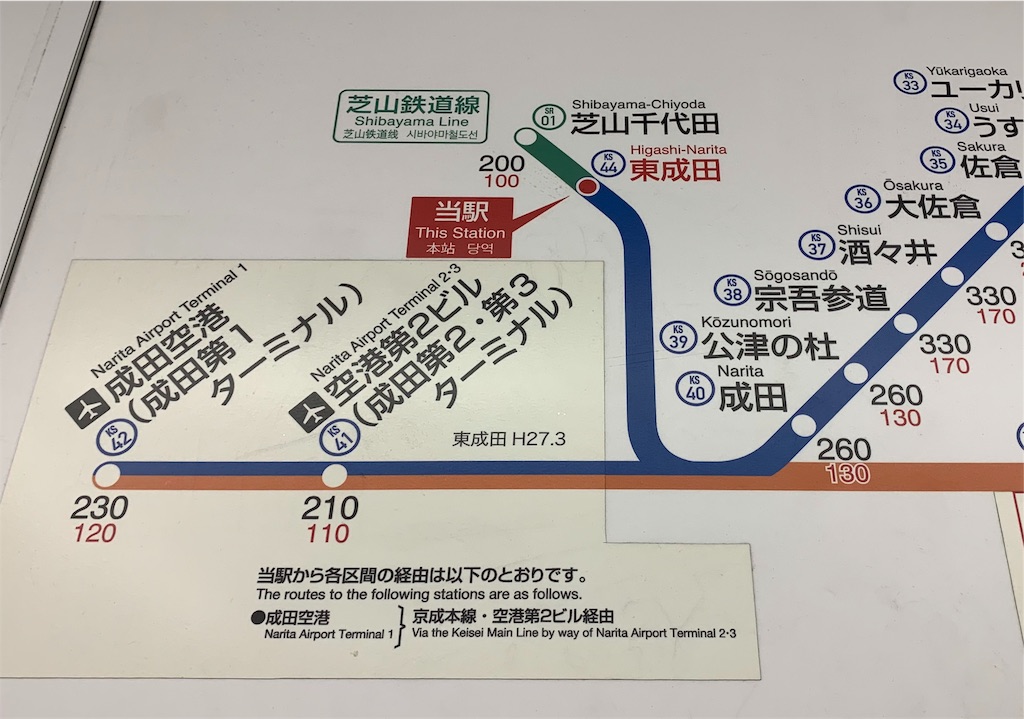 芝山鉄道線
Shibayama Line
芝山鉄道线 시바야마철도선
SR
01
Shibayama-Chiyoda
芝山千代田
200
100
KS
44
Higashi-Narita
東成田
当駅
This Station
本站 당역
KS
33
Yūkarigaoka
ユーカリ
KS
34
Usui
うす
KS
35
Sakura
佐倉
KS
36
Ōsakura
大佐倉
KS
37
Shisui
酒々井
330
170
KS
38
Sōgosandō
宗吾参道
330
170
KS
39
Kōzunomori
公津の杜
260
130
KS
40
Narita
成田
260
130
Narita Airport Terminal 1
成田空港
(成田第1
ターミナル)
KS
42
230
120
Narita Airport Terminal 2･3
空港第2ビル
(成田第2・第3
ターミナル)
KS
41
210
110
東成田 H27.3
当駅から各区間の経由は以下のとおりです。
The routes to the following stations are as follows.
●成田空港
Narita Airport Terminal 1
京成本線・空港第2ビル経由
Via the Keisei Main Line by way of Narita Airport Terminal 2･3